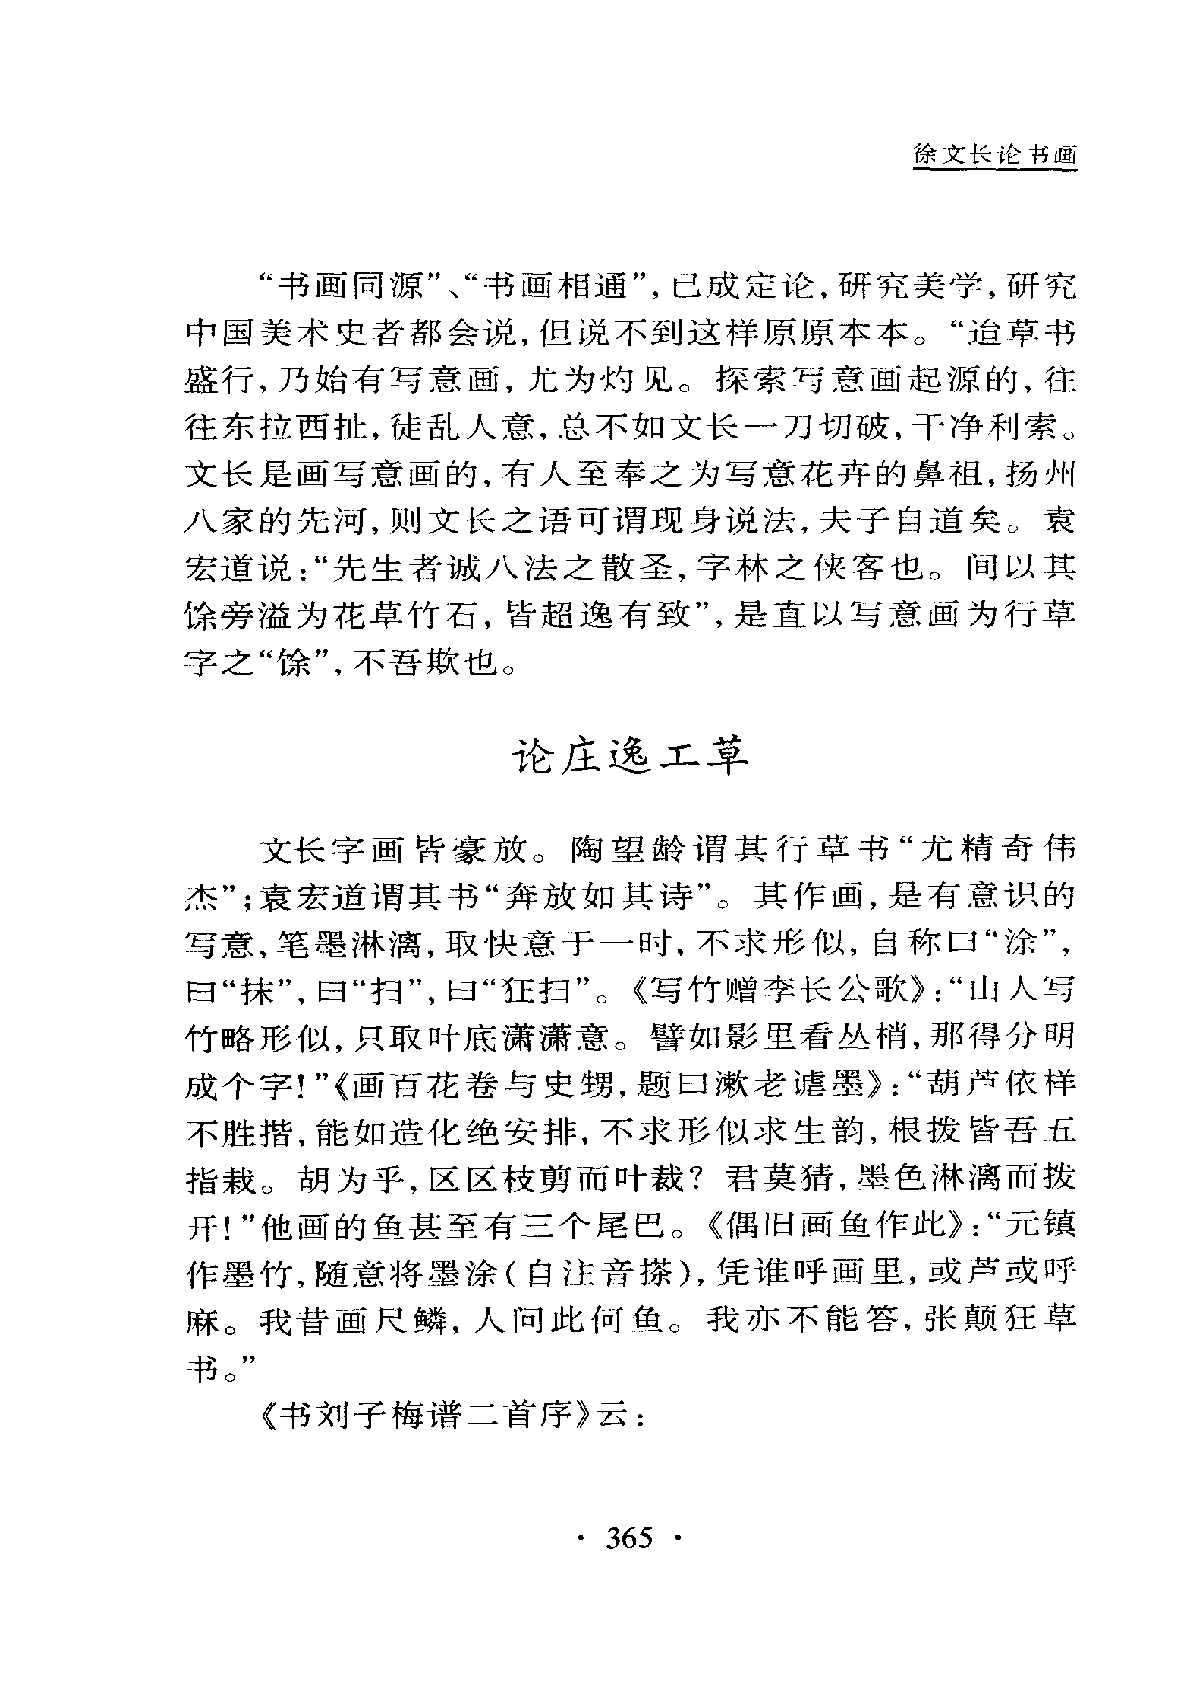 徐文长论书画
“书画同源”、“书画相通”,已成定论,研究美学,研究
中国美术史者都会说,但说不到这样原原本本。“迨草书
盛行,乃始有写意画,尤为灼见。探索写意画起源的,往
往东拉西扯,徒乱人意,总不如文长一刀切破,干净利索。
文长是画写意画的,有人至奉之为写意花卉的鼻祖,扬州
八家的先河,则文长之语可谓现身说法,夫子自道矣。袁
宏道说:“先生者诚八法之散圣,字林之侠客也。间以其
馀旁溢为花草竹石,皆超逸有致”,是直以写意画为行草
字之“馀”,不吾欺也。
论庄逸工草
文长字画皆豪放。陶望龄谓其行草书“尤精奇伟
杰”;袁宏道谓其书“奔放如其诗”。其作画,是有意识的
写意,笔墨淋漓,取快意于一时,不求形似,自称曰“涂”,
曰“抹”,曰“扫”,曰“狂扫”。《写竹赠李长公歌》:“山人写
竹略形似,只取叶底潇潇意。譬如影里看丛梢,那得分明
成个字!”《画百花卷与史甥,题曰漱老谑墨》:“葫芦依样
不胜揩,能如造化绝安排,不求形似求生韵,根拨皆吾五
指栽。胡为乎,区区枝剪而叶裁? 君莫猜,墨色淋漓而拨
开!”他画的鱼甚至有三个尾巴。《偶旧画鱼作此》:“元镇
作墨竹,随意将墨涂(自注音搽),凭谁呼画里,或芦或呼
麻。我昔画尺鳞,人问此何鱼。我亦不能答,张颠狂草
书。”
《书刘子梅谱二首序》云:
· 365 ·